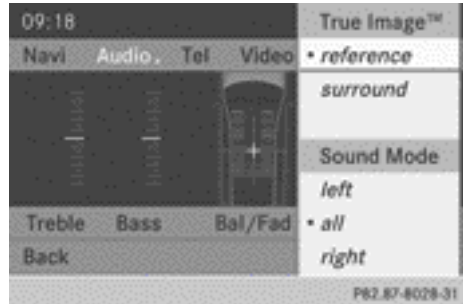 09:18
Navi Audio. Tel Video
Treble Bass Bal/Fad
Back
True Image™
• reference
surround
Sound Mode
left
• all
right
P82.87-8028-31